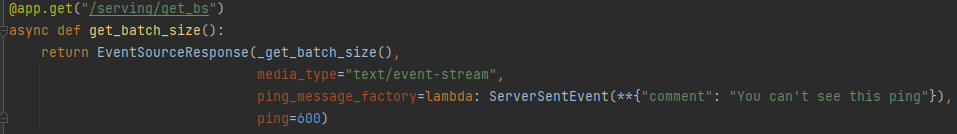 @app.get("/serving/get_bs")
async def get_batch_size():
    return EventSourceResponse(_get_batch_size(),
                               media_type="text/event-stream",
                               ping_message_factory=lambda: ServerSentEvent(**{"comment": "You can't see this ping"}),
                               ping=600)